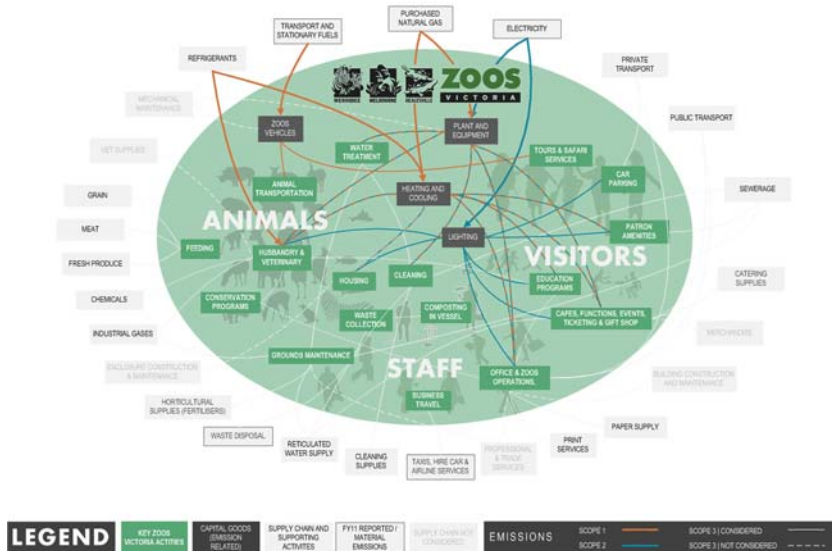 TRANSPORT AND
STATIONARY FUELS
PURCHASED
NATURAL GAS
ELECTRICITY
REFRIGERANTS
PRIVATE
TRANSPORT
WERRIBEE
MELBOURNE
HEALESVILLE
ZOOS
VICTORIA
MECHANICAL
MAINTENANCE
PUBLIC TRANSPORT
ZOOS
VEHICLES
PLANT AND
EQUIPMENT
VET SUPPLIES
WATER
TREATMENT
TOURS & SAFARI
SERVICES
CAR
PARKING
GRAIN
ANIMAL
TRANSPORTATION
HEATING AND
COOLING
SEWERAGE
MEAT
ANIMALS
PATRON
AMENITIES
LIGHTING
FEEDING
HUSBANDRY &
VETERINARY
VISITORS
FRESH PRODUCE
HOUSING
CLEANING
EDUCATION
PROGRAMS
CATERING
SUPPLIES
CHEMICALS
CONSERVATION
PROGRAMS
WASTE
COLLECTION
COMPOSTING
IN VESSEL
CAFES, FUNCTIONS, EVENTS,
TICKETING & GIFT SHOP
INDUSTRIAL GASES
MERCHANDISE
GROUNDS MAINTENANCE
STAFF
ENCLOSURE CONSTRUCTION
& MAINTENANCE
OFFICE & ZOOS
OPERATIONS,
BUILDING CONSTRUCTION
AND MAINTENANCE
HORTICULTURAL
SUPPLIES (FERTILISERS)
BUSINESS
TRAVEL
WASTE DISPOSAL
RETICULATED
WATER SUPPLY
CLEANING
SUPPLIES
TAXIS, HIRE CAR &
AIRLINE SERVICES
PROFESSIONAL
& TRADE
SERVICES
PRINT
SERVICES
PAPER SUPPLY
LEGEND
KEY ZOOS
VICTORIA ACTITIES
CAPITAL GOODS
(EMISSION
RELATED)
SUPPLY CHAIN AND
SUPPORTING
ACTIVITES
FY11 REPORTED /
MATERIAL
EMISSIONS
SUPPLY CHAIN NOT
CONSIDERED
EMISSIONS
SCOPE 1
SCOPE 2
SCOPE 3 | CONSIDERED
SCOPE 3 | NOT CONSIDERED